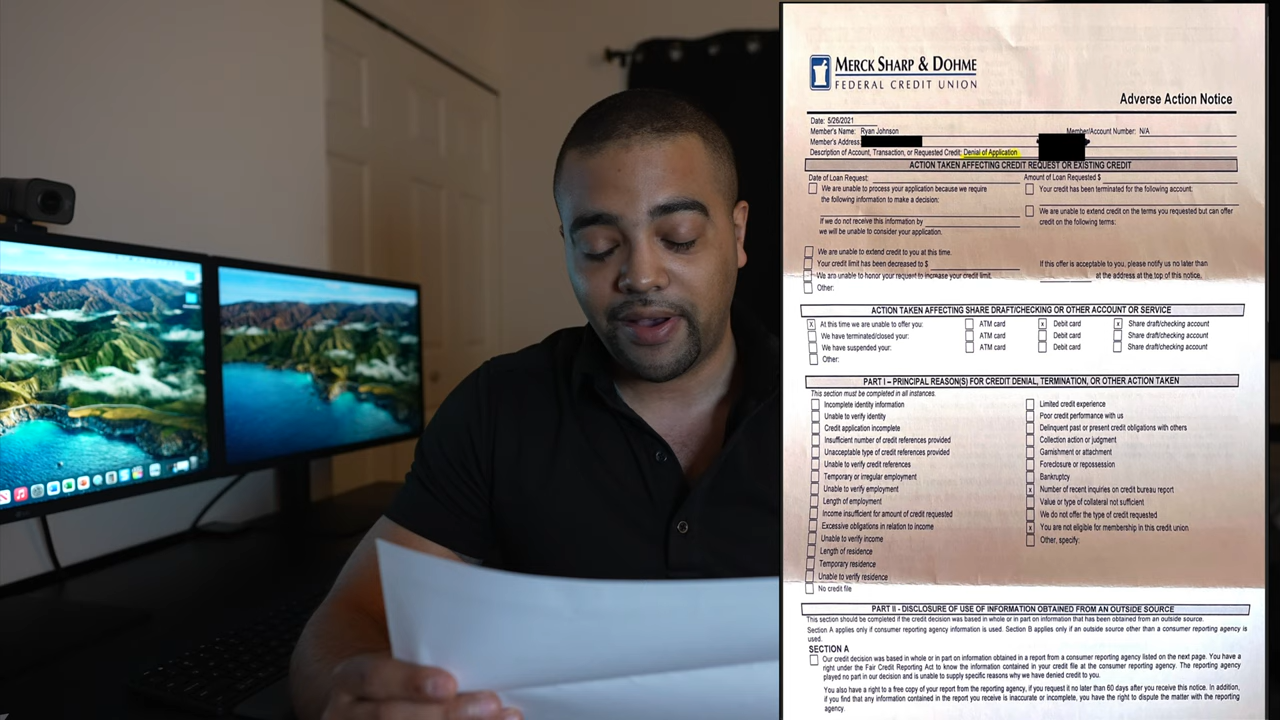 MERCK SHARP & DOHME
FEDERAL CREDIT UNION
Adverse Action Notice
Date: 5/26/2021
Member's Name: Ryan Johnson Member/Account Number: N/A
Member's Address:
Description of Account, Transaction, or Requested Credit: Denial of Application
ACTION TAKEN AFFECTING CREDIT REQUEST OR EXISTING CREDIT
Date of Loan Request: Amount of Loan Requested $
We are unable to process your application because we require Your credit has been terminated for the following account:
the following information to make a decision:
We are unable to extend credit on the terms you requested but can offer
If we do not receive this information by credit on the following terms:
we will be unable to consider your application.
We are unable to extend credit to you at this time.
Your credit limit has been decreased to $ If this offer is acceptable to you, please notify us no later than
We are unable to honor your request to increase your credit limit. at the address at the top of this notice.
Other:
ACTION TAKEN AFFECTING SHARE DRAFT/CHECKING OR OTHER ACCOUNT OR SERVICE
x At this time we are unable to offer you: ATM card x Debit card x Share draft/checking account
We have terminated/closed your: ATM card Debit card Share draft/checking account
We have suspended your: ATM card Debit card Share draft/checking account
Other:
PART I – PRINCIPAL REASON(S) FOR CREDIT DENIAL, TERMINATION, OR OTHER ACTION TAKEN
This section must be completed in all instances.
Incomplete identity information Limited credit experience
Unable to verify identity Poor credit performance with us
Credit application incomplete Delinquent past or present credit obligations with others
Insufficient number of credit references provided Collection action or judgment
Unacceptable type of credit references provided Garnishment or attachment
Unable to verify credit references Foreclosure or repossession
Temporary or irregular employment Bankruptcy
Unable to verify employment x Number of recent inquiries on credit bureau report
Length of employment Value or type of collateral not sufficient
Income insufficient for amount of credit requested We do not offer the type of credit requested
Excessive obligations in relation to income x You are not eligible for membership in this credit union
Unable to verify income Other, specify:
Length of residence
Temporary residence
Unable to verify residence
No credit file
PART II - DISCLOSURE OF USE OF INFORMATION OBTAINED FROM AN OUTSIDE SOURCE
This section should be completed if the credit decision was based in whole or in part on information that has been obtained from an outside source.
Section A applies only if consumer reporting agency information is used. Section B applies only if an outside source other than a consumer reporting agency is
used.
SECTION A
Our credit decision was based in whole or in part on information obtained in a report from a consumer reporting agency listed on the next page. You have a
right under the Fair Credit Reporting Act to know the information contained in your credit file at the consumer reporting agency. The reporting agency
played no part in our decision and is unable to supply specific reasons why we have denied credit to you.
You also have a right to a free copy of your report from the reporting agency, if you request it no later than 60 days after you receive this notice. In addition,
if you find that any information contained in the report you receive is inaccurate or incomplete, you have the right to dispute the matter with the reporting
agency.